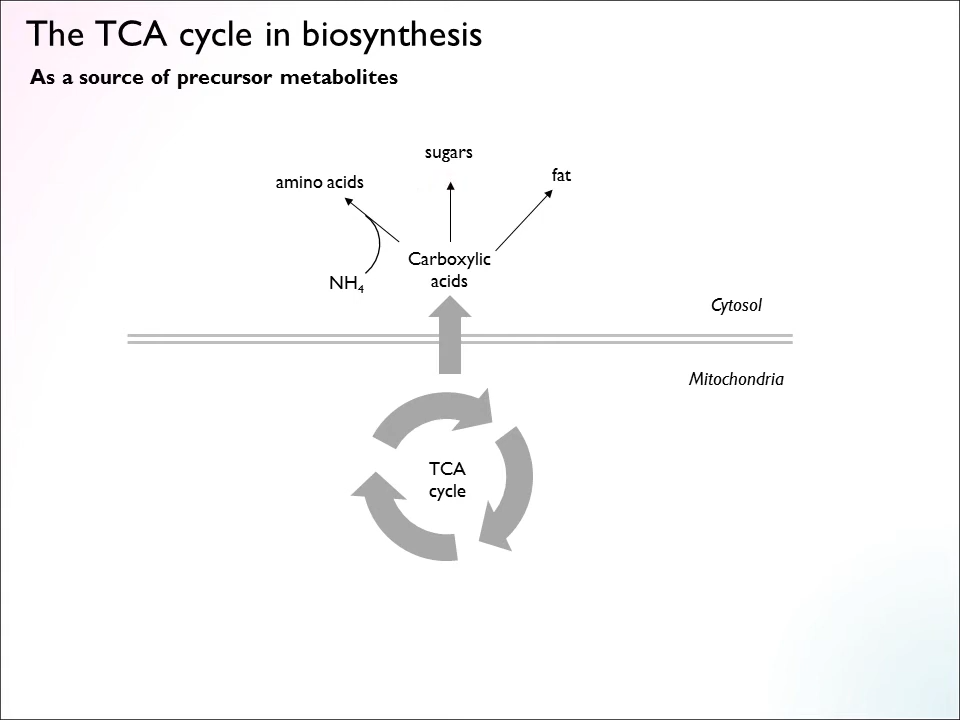 The TCA cycle in biosynthesis
As a source of precursor metabolites
sugars
amino acids
fat
Carboxylic
acids
NH₄
Cytosol
Mitochondria
TCA
cycle